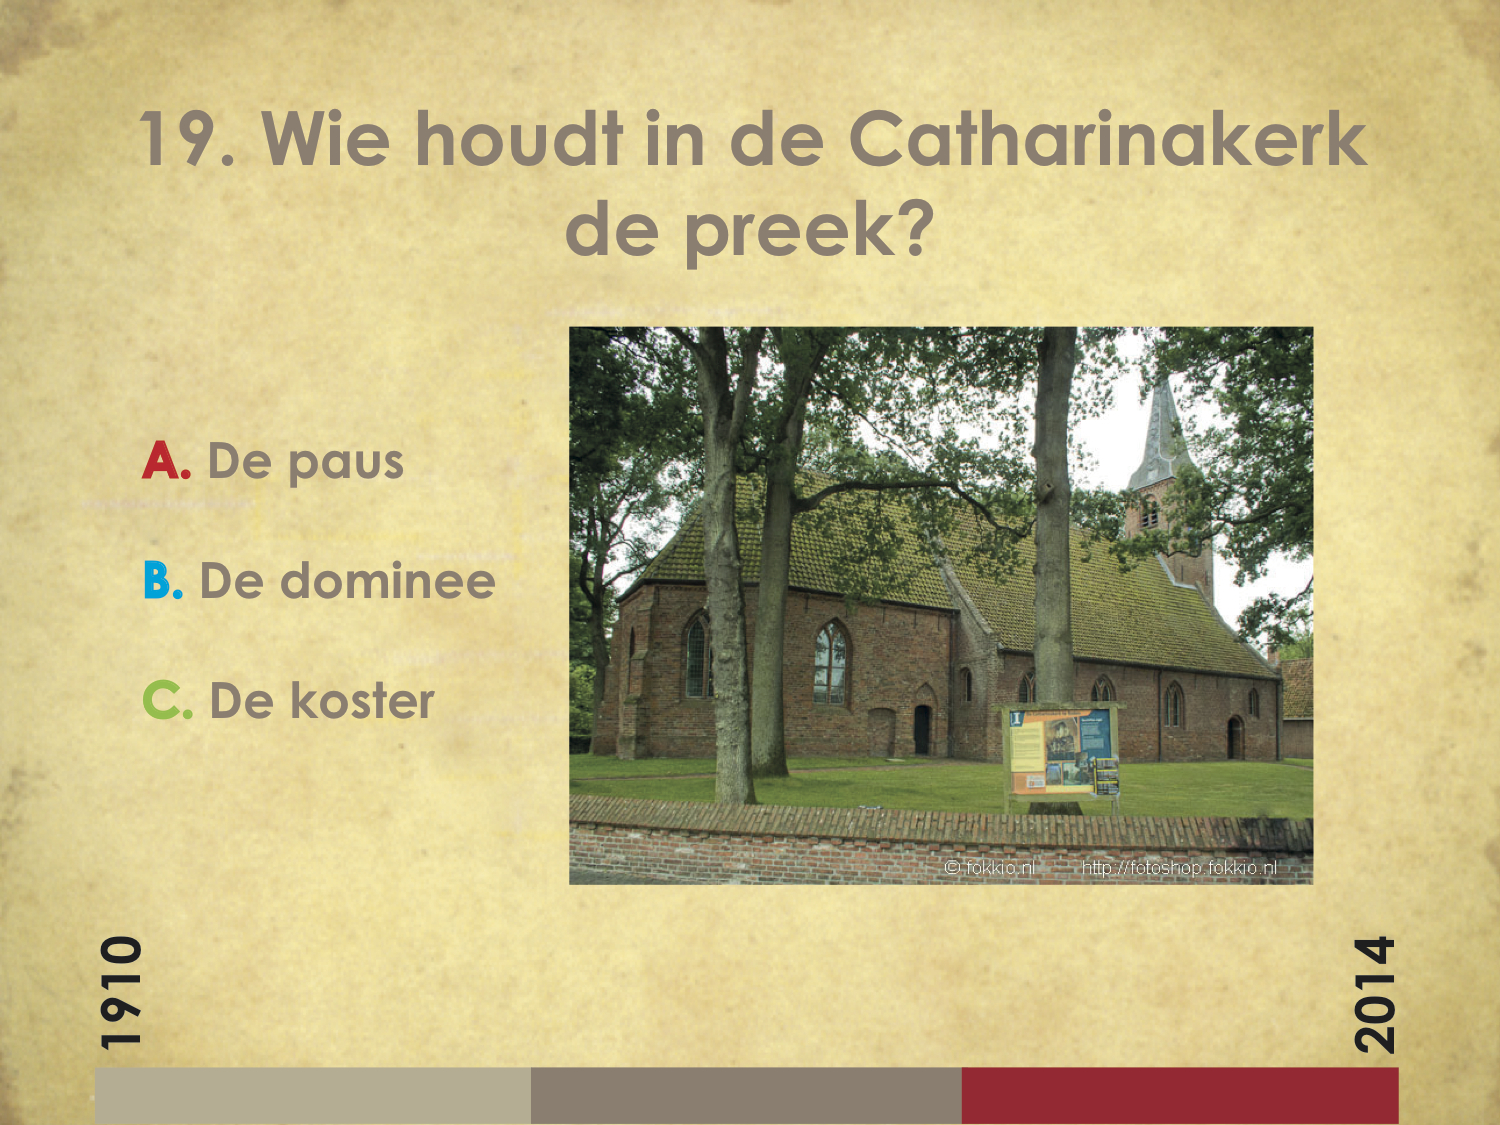 19. Wie houdt in de Catharinakerk
de preek?
A. De paus
B. De dominee
C. De koster
© fokkio.nl http://fotoshop.fokkio.nl
1910
2014